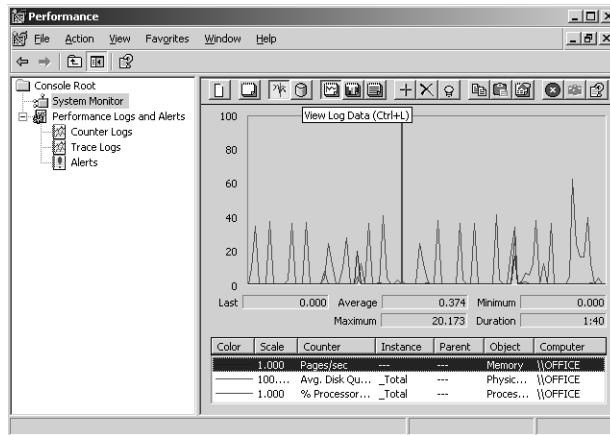 Performance
File Action View Favorites Window Help
Console Root
System Monitor
Performance Logs and Alerts
Counter Logs
Trace Logs
Alerts
View Log Data (Ctrl+L)
100
80
60
40
20
0
Last 0.000 Average 0.374 Minimum 0.000
Maximum 20.173 Duration 1:40
Color Scale Counter Instance Parent Object Computer
1.000 Pages/sec --- --- Memory \\OFFICE
100.... Avg. Disk Qu... _Total --- Physic... \\OFFICE
1.000 % Processor... _Total --- Proces... \\OFFICE